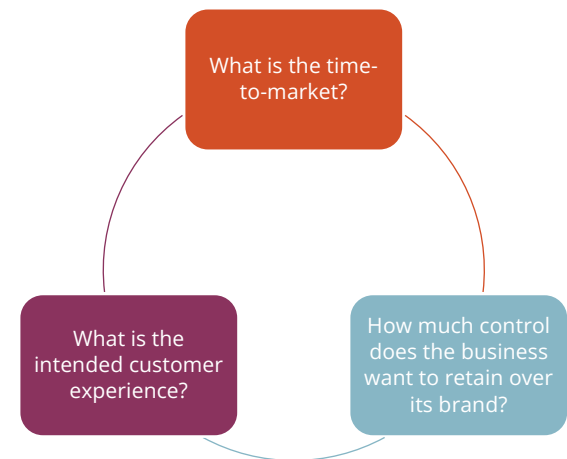 What is the time-
to-market?
How much control
does the business
want to retain over
its brand?
What is the
intended customer
experience?